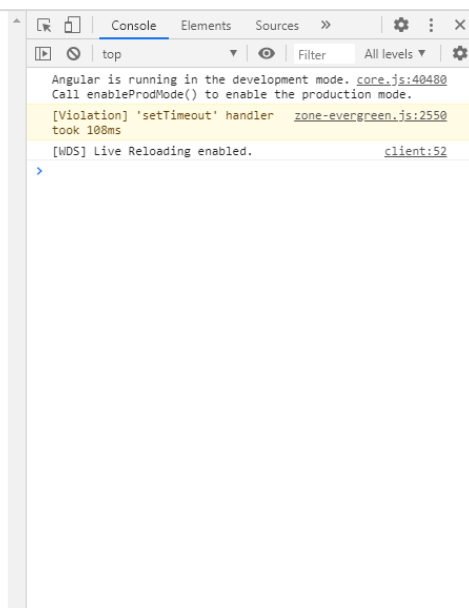 Console Elements Sources »
top Filter All levels
Angular is running in the development mode. core.js:40480
Call enableProdMode() to enable the production mode.
[Violation] 'setTimeout' handler zone-evergreen.js:2550
took 108ms
[WDS] Live Reloading enabled. client:52